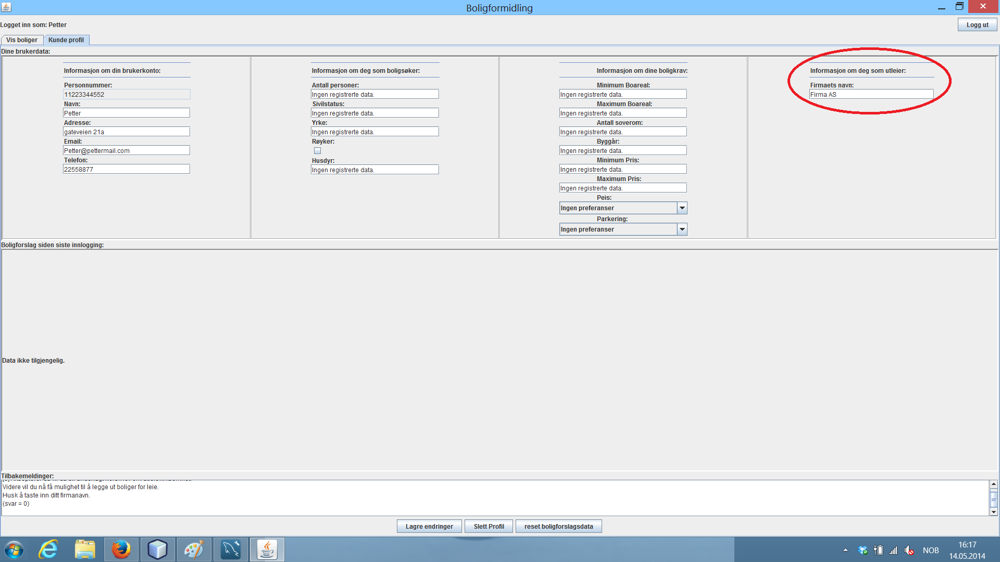 Boligformidling
Logget inn som: Petter
Logg ut
Vis boliger
Kunde profil
Dine brukerdata:
Informasjon om din brukerkonto:
Personnummer:
11223344552
Navn:
Petter
Adresse:
gateveien 21a
Email:
Petter@pettermail.com
Telefon:
22558877
Informasjon om deg som boligsøker:
Antall personer:
Ingen registrerte data.
Sivilstatus:
Ingen registrerte data.
Yrke:
Ingen registrerte data.
Røyker:
Husdyr:
Ingen registrerte data.
Informasjon om dine boligkrav:
Minimum Boareal:
Ingen registrerte data.
Maximum Boareal:
Ingen registrerte data.
Antall soverom:
Ingen registrerte data.
Byggår:
Ingen registrerte data.
Minimum Pris:
Ingen registrerte data.
Maximum Pris:
Ingen registrerte data.
Peis:
Ingen preferanser
Parkering:
Ingen preferanser
Informasjon om deg som utleier:
Firmaets navn:
Firma AS
Boligforslag siden siste innlogging:
Data ikke tilgjengelig.
Tilbakemeldinger:
Videre vil du nå få mulighet til å legge ut boliger for leie.
Husk å taste inn ditt firmanavn.
(svar = 0)
Lagre endringer
Slett Profil
reset boligforslagsdata
NOB
16:17
14.05.2014